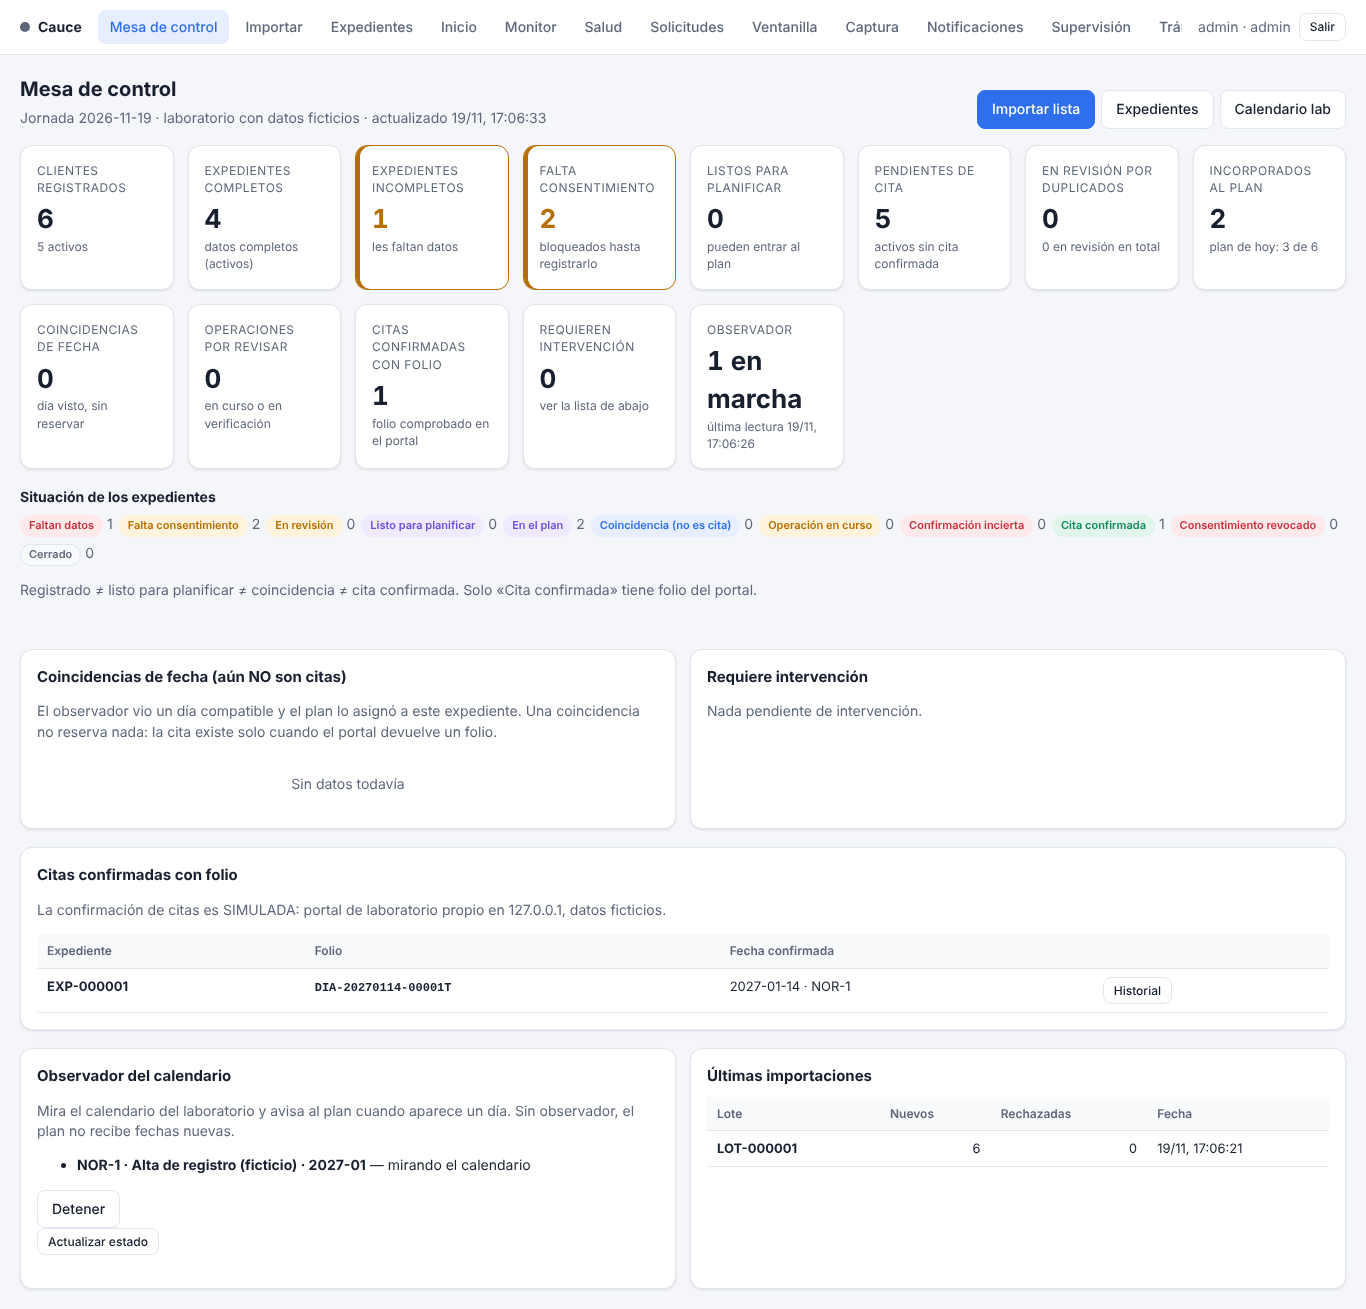 Cauce
Mesa de control
Importar
Expedientes
Inicio
Monitor
Salud
Solicitudes
Ventanilla
Captura
Notificaciones
Supervisión
admin · admin
Salir
Mesa de control
Jornada 2026-11-19 · laboratorio con datos ficticios · actualizado 19/11, 17:06:33
Importar lista
Expedientes
Calendario lab
CLIENTES
REGISTRADOS
6
5 activos
EXPEDIENTES
COMPLETOS
4
datos completos
(activos)
EXPEDIENTES
INCOMPLETOS
1
les faltan datos
FALTA
CONSENTIMIENTO
2
bloqueados hasta
registrarlo
LISTOS PARA
PLANIFICAR
0
pueden entrar al
plan
PENDIENTES DE
CITA
5
activos sin cita
confirmada
EN REVISIÓN POR
DUPLICADOS
0
0 en revisión en total
INCORPORADOS
AL PLAN
2
plan de hoy: 3 de 6
COINCIDENCIAS
DE FECHA
0
día visto, sin
reservar
OPERACIONES
POR REVISAR
0
en curso o en
verificación
CITAS
CONFIRMADAS
CON FOLIO
1
folio comprobado en
el portal
REQUIEREN
INTERVENCIÓN
0
ver la lista de abajo
OBSERVADOR
1 en
marcha
última lectura 19/11,
17:06:26
Situación de los expedientes
Faltan datos 1 Falta consentimiento 2 En revisión 0 Listo para planificar 0 En el plan 2 Coincidencia (no es cita) 0 Operación en curso 0 Confirmación incierta 0 Cita confirmada 1 Consentimiento revocado 0
Cerrado 0
Registrado ≠ listo para planificar ≠ coincidencia ≠ cita confirmada. Solo «Cita confirmada» tiene folio del portal.
Coincidencias de fecha (aún NO son citas)
El observador vio un día compatible y el plan lo asignó a este expediente. Una coincidencia
no reserva nada: la cita existe solo cuando el portal devuelve un folio.
Sin datos todavía
Requiere intervención
Nada pendiente de intervención.
Citas confirmadas con folio
La confirmación de citas es SIMULADA: portal de laboratorio propio en 127.0.0.1, datos ficticios.
Expediente Folio Fecha confirmada
EXP-000001 DIA-20270114-00001T 2027-01-14 · NOR-1 Historial
Observador del calendario
Mira el calendario del laboratorio y avisa al plan cuando aparece un día. Sin observador, el
plan no recibe fechas nuevas.
• NOR-1 · Alta de registro (ficticio) · 2027-01 — mirando el calendario
Detener
Actualizar estado
Últimas importaciones
Lote Nuevos Rechazadas Fecha
LOT-000001 6 0 19/11, 17:06:21